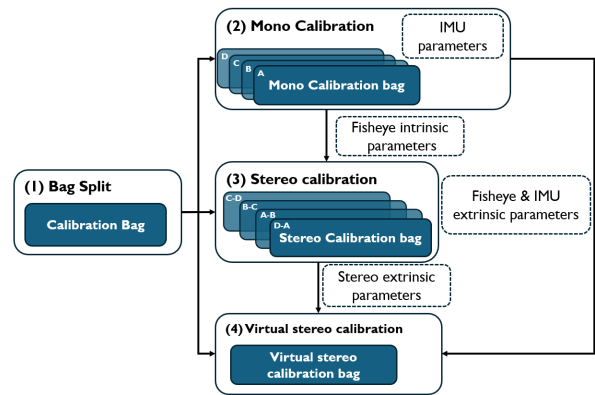 (2) Mono Calibration
IMU
parameters
D
C
B
A
Mono Calibration bag
Fisheye intrinsic
parameters
(1) Bag Split
Calibration Bag
(3) Stereo calibration
C-D
B-C
A-B
D-A
Stereo Calibration bag
Fisheye & IMU
extrinsic parameters
Stereo extrinsic
parameters
(4) Virtual stereo calibration
Virtual stereo
calibration bag